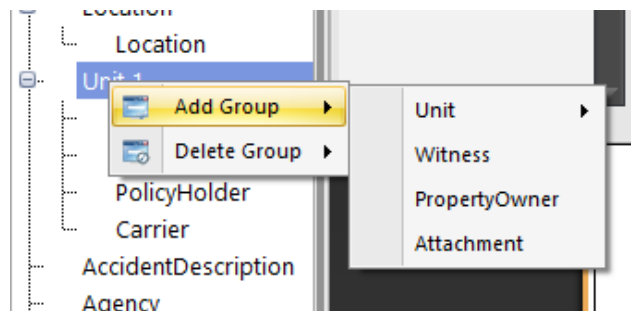 Location
Location
Unit 1
Add Group
Unit
Delete Group
Witness
PolicyHolder
PropertyOwner
Carrier
Attachment
AccidentDescription
Agency